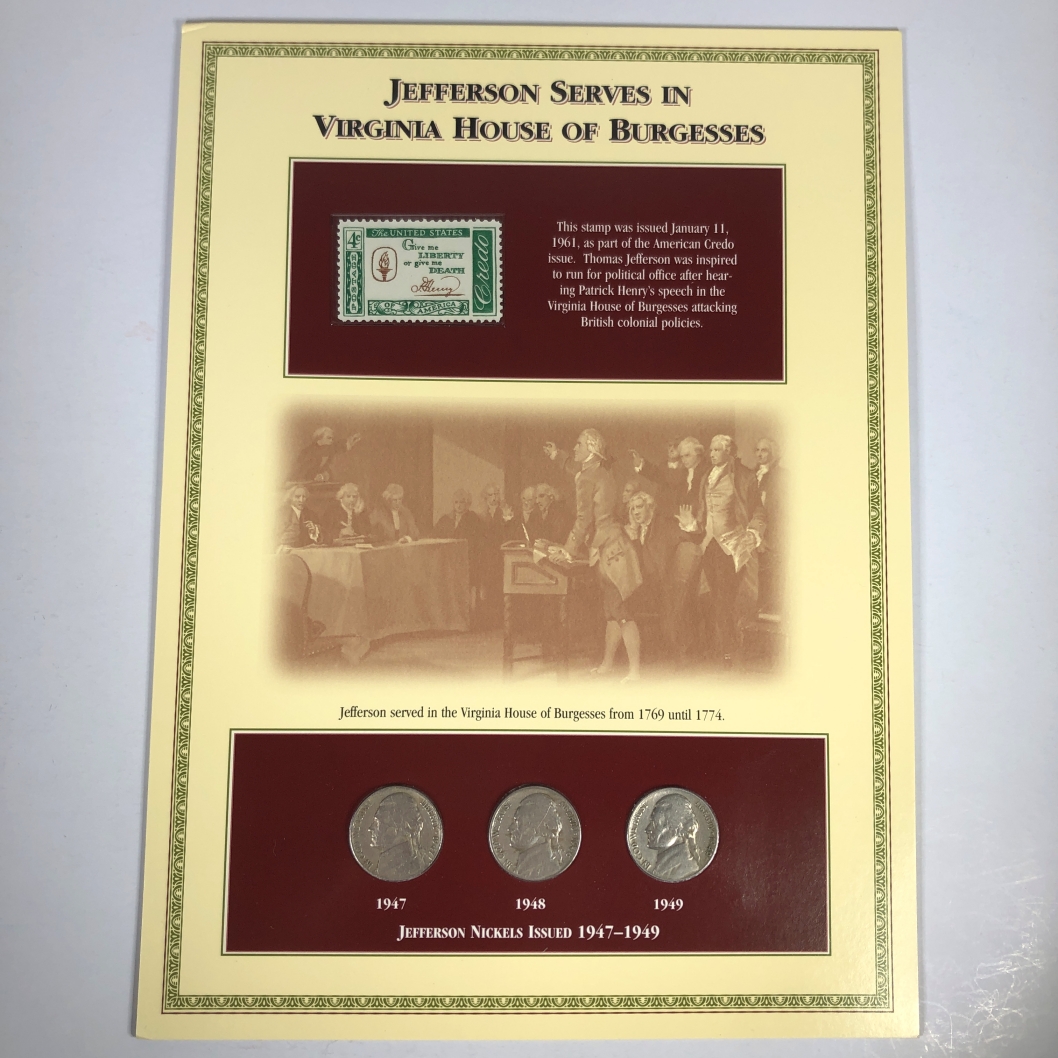 JEFFERSON SERVES IN
VIRGINIA HOUSE OF BURGESSES
The UNITED STATES
4¢
Give me
LIBERTY
or give me
DEATH
P Henry
Credo
OF AMERICA
This stamp was issued January 11,
1961, as part of the American Credo
issue. Thomas Jefferson was inspired
to run for political office after hear-
ing Patrick Henry's speech in the
Virginia House of Burgesses attacking
British colonial policies.
Jefferson served in the Virginia House of Burgesses from 1769 until 1774.
1947
1948
1949
JEFFERSON NICKELS ISSUED 1947–1949